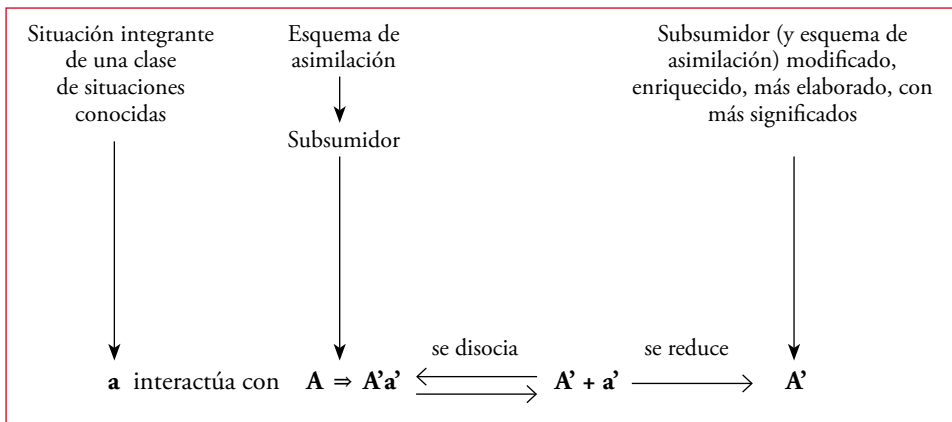 Situación integrante
de una clase
de situaciones
conocidas
Esquema de
asimilación
Subsumidor
Subsumidor (y esquema de
asimilación) modificado,
enriquecido, más elaborado, con
más significados
se disocia
se reduce
a interactúa con A ⇒ A’a’ A’ + a’ A’